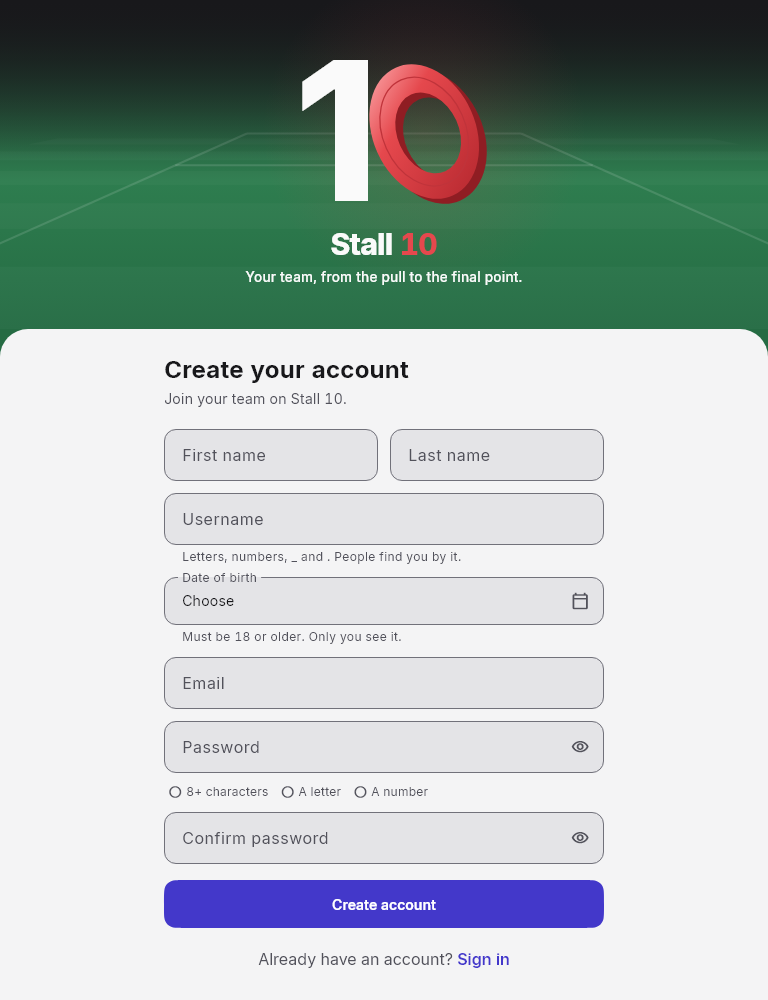 10
Stall 10
Your team, from the pull to the final point.
Create your account
Join your team on Stall 10.
First name
Last name
Username
Letters, numbers, _ and . People find you by it.
Date of birth
Choose
Must be 18 or older. Only you see it.
Email
Password
8+ characters A letter A number
Confirm password
Create account
Already have an account? Sign in